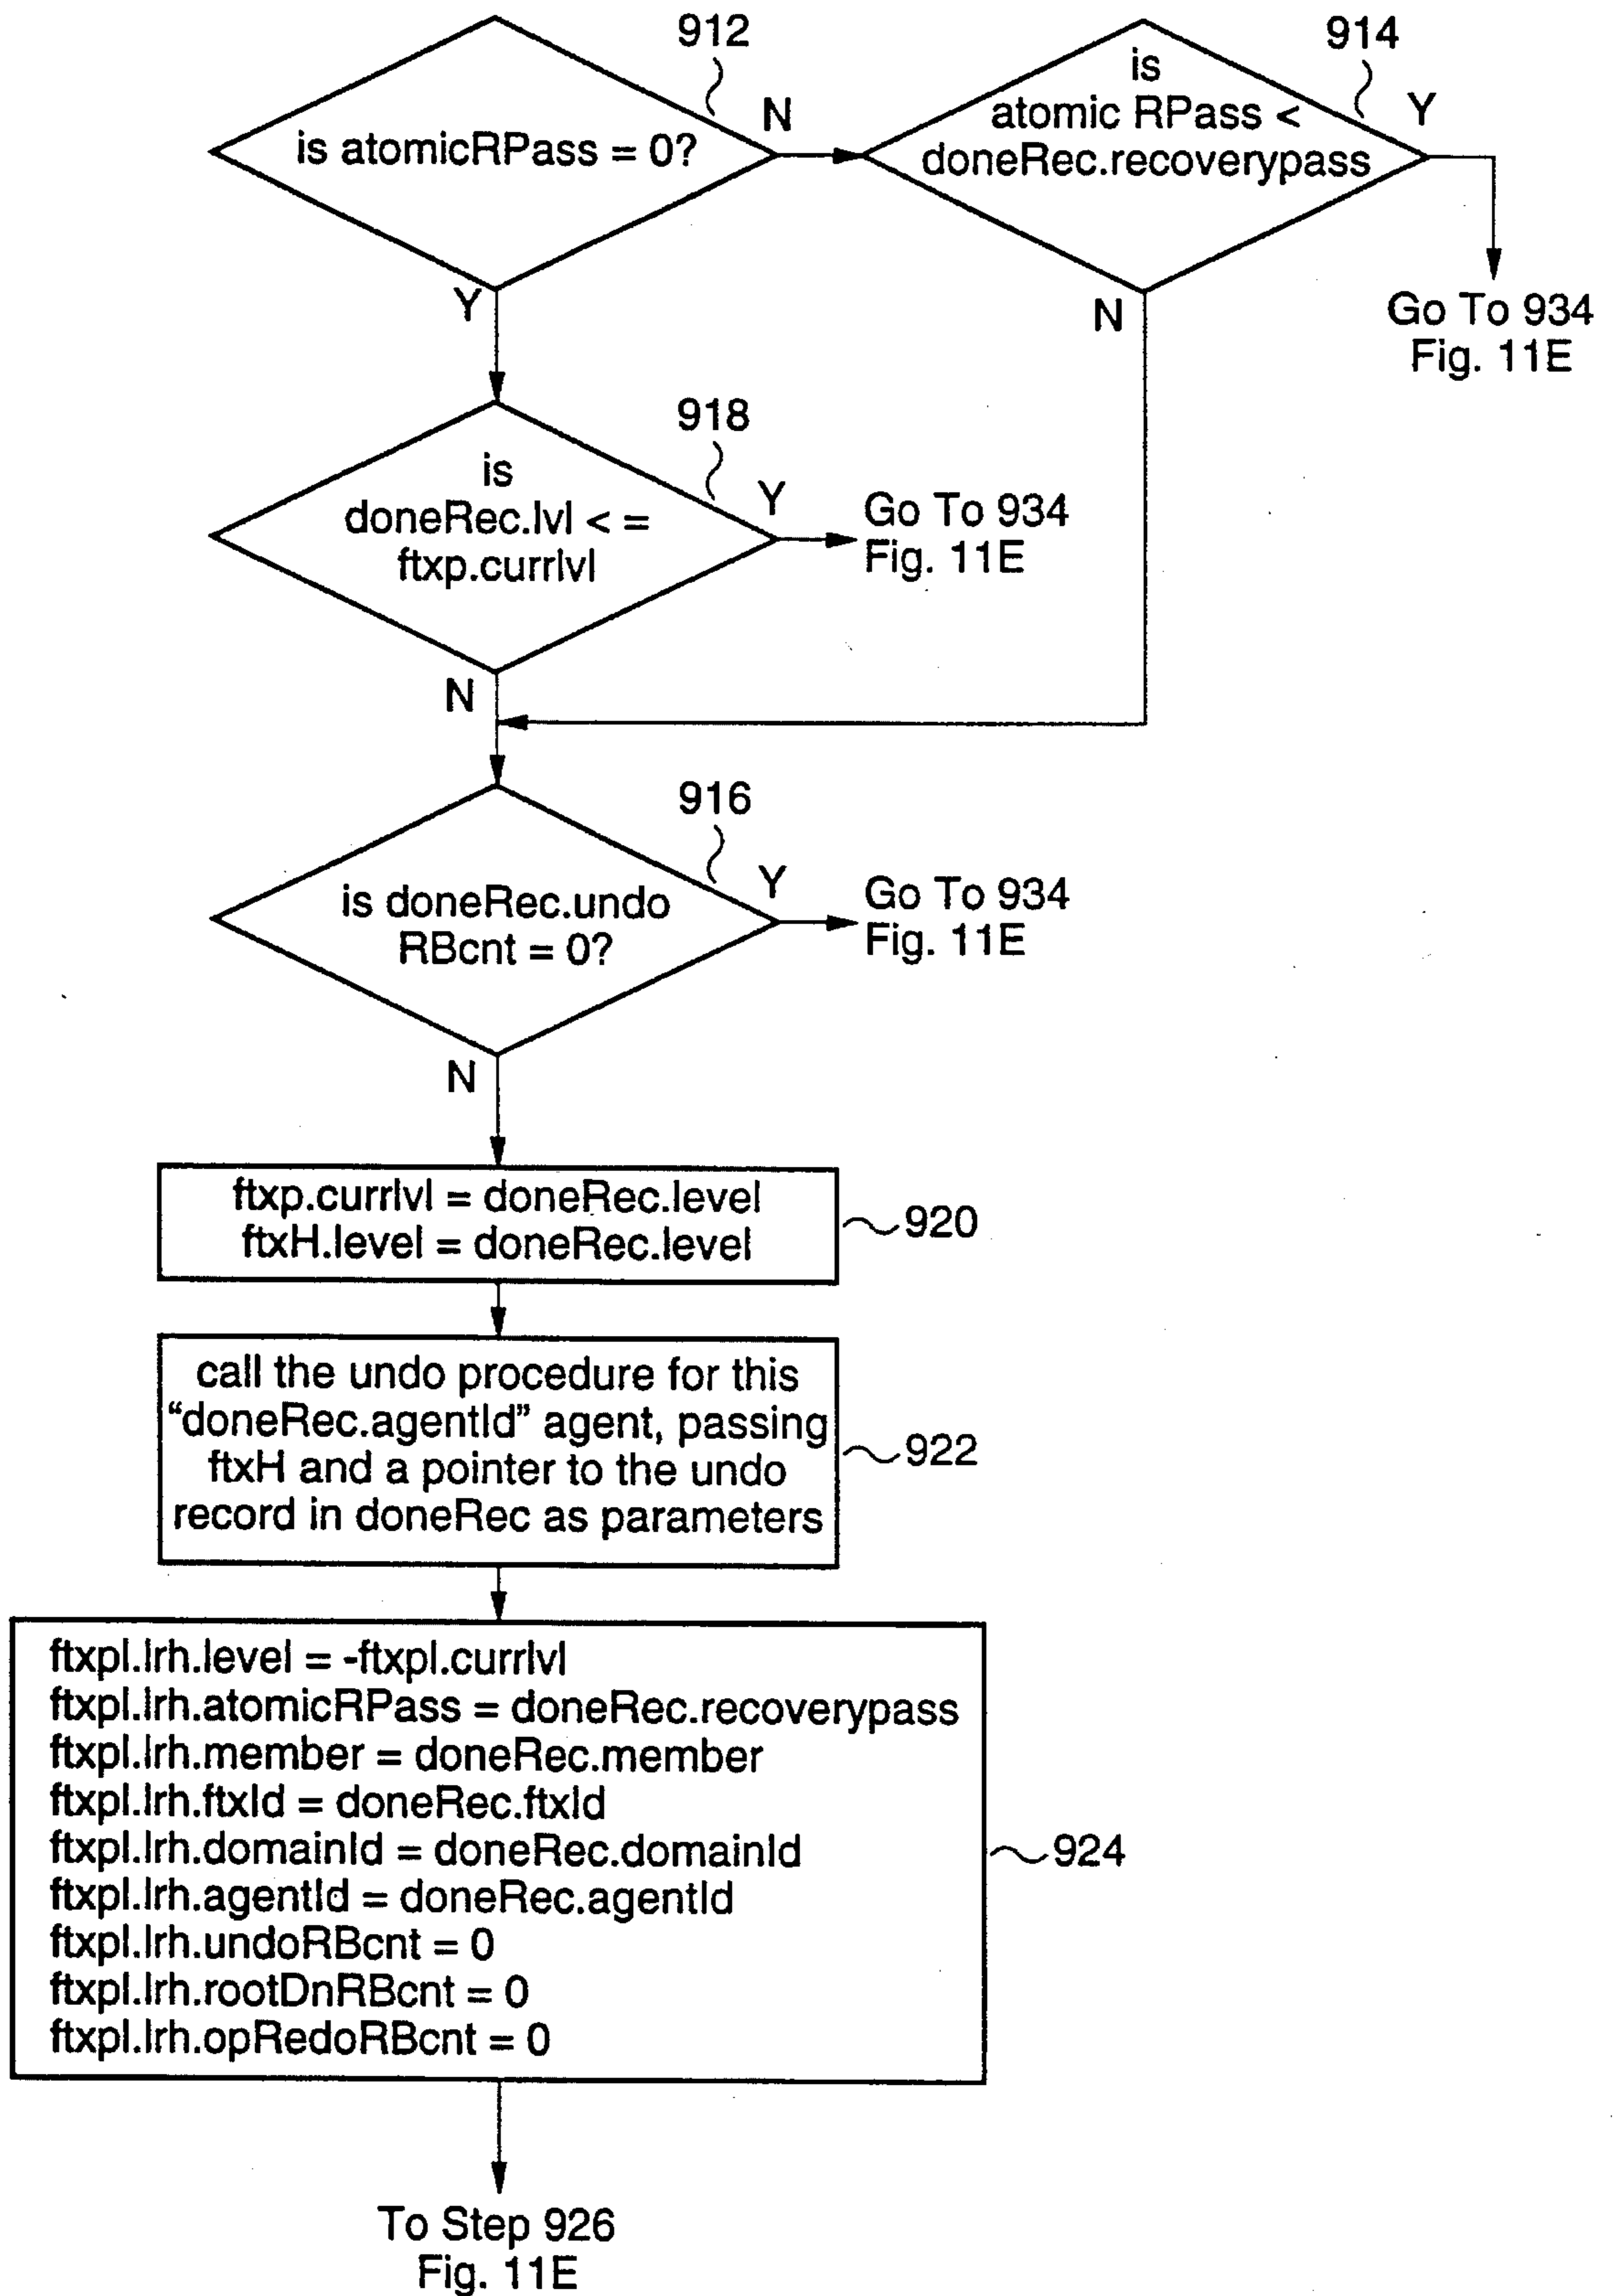 912
is atomicRPass = 0?
N
Y
914
is
atomic RPass <
doneRec.recoverypass
Y
N
Go To 934
Fig. 11E
918
is
doneRec.lvl < =
ftxp.currlvl
Y
Go To 934
Fig. 11E
N
916
is doneRec.undo
RBcnt = 0?
Y
Go To 934
Fig. 11E
N
ftxp.currlvl = doneRec.level
ftxH.level = doneRec.level
920
call the undo procedure for this
“doneRec.agentId” agent, passing
ftxH and a pointer to the undo
record in doneRec as parameters
922
ftxpl.lrh.level = -ftxpl.currlvl
ftxpl.lrh.atomicRPass = doneRec.recoverypass
ftxpl.lrh.member = doneRec.member
ftxpl.lrh.ftxId = doneRec.ftxId
ftxpl.lrh.domainId = doneRec.domainId
ftxpl.lrh.agentId = doneRec.agentId
ftxpl.lrh.undoRBcnt = 0
ftxpl.lrh.rootDnRBcnt = 0
ftxpl.lrh.opRedoRBcnt = 0
924
To Step 926
Fig. 11E